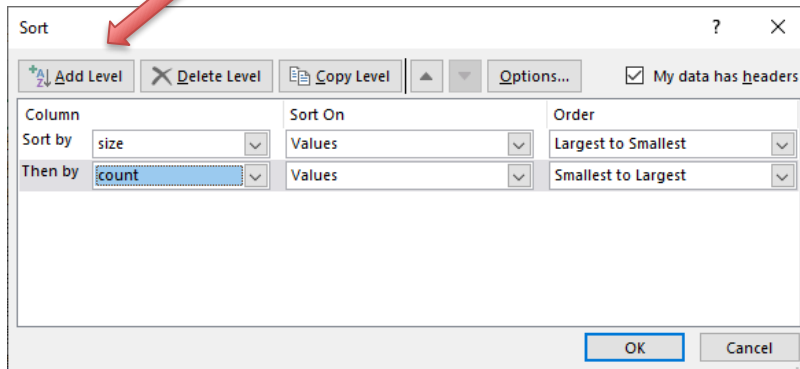 Sort ?
Add Level Delete Level Copy Level Options... My data has headers
Column Sort On Order
Sort by size Values Largest to Smallest
Then by count Values Smallest to Largest
OK Cancel